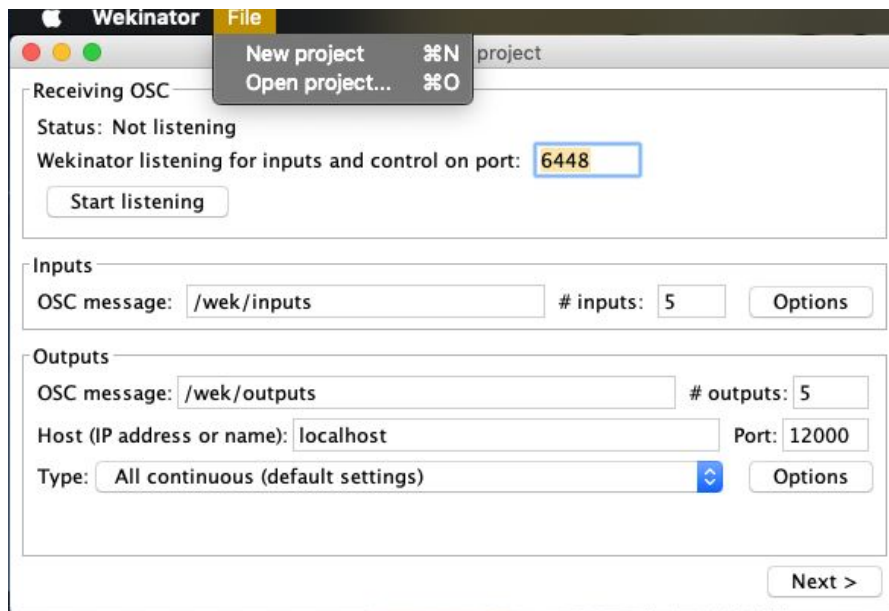 Wekinator File
New project ⌘N
project
Open project... ⌘O
Receiving OSC
Status: Not listening
Wekinator listening for inputs and control on port: 6448
Start listening
Inputs
OSC message: /wek/inputs # inputs: 5 Options
Outputs
OSC message: /wek/outputs # outputs: 5
Host (IP address or name): localhost Port: 12000
Type: All continuous (default settings) Options
Next >